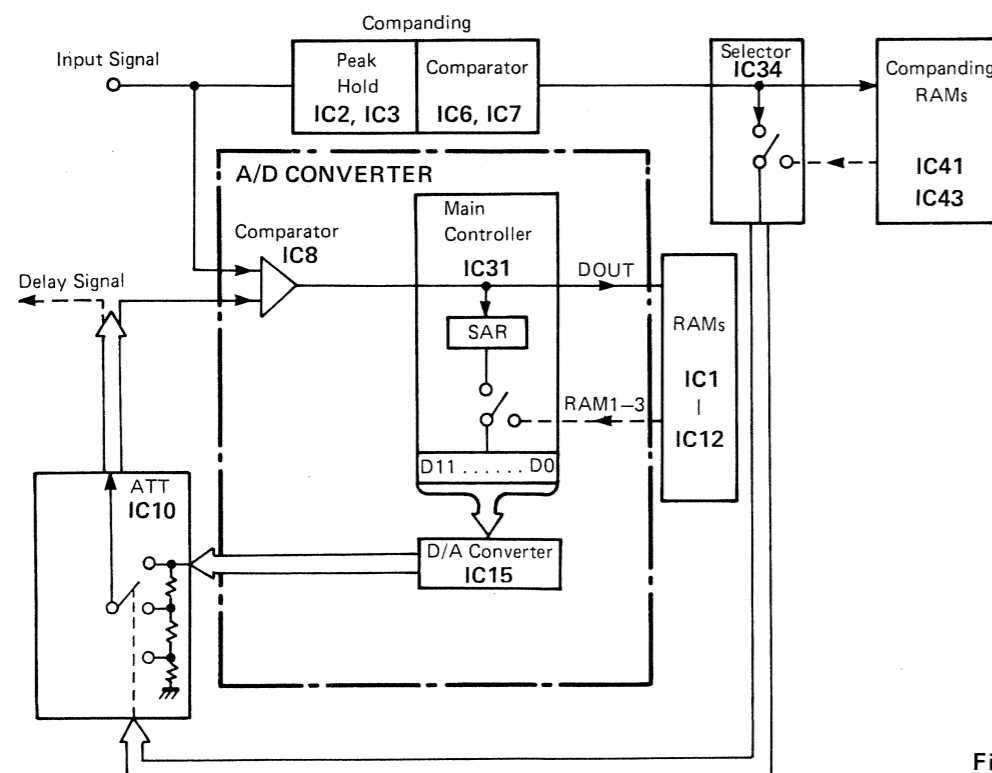 Companding
Input Signal
Peak
Hold
IC2, IC3
Comparator
IC6, IC7
Selector
IC34
Companding
RAMs
IC41
IC43
A/D CONVERTER
Main
Controller
IC31
Comparator
IC8
DOUT
Delay Signal
SAR
RAMs
IC1
|
IC12
RAM1–3
D11 ...... D0
ATT
IC10
D/A Converter
IC15
Fi